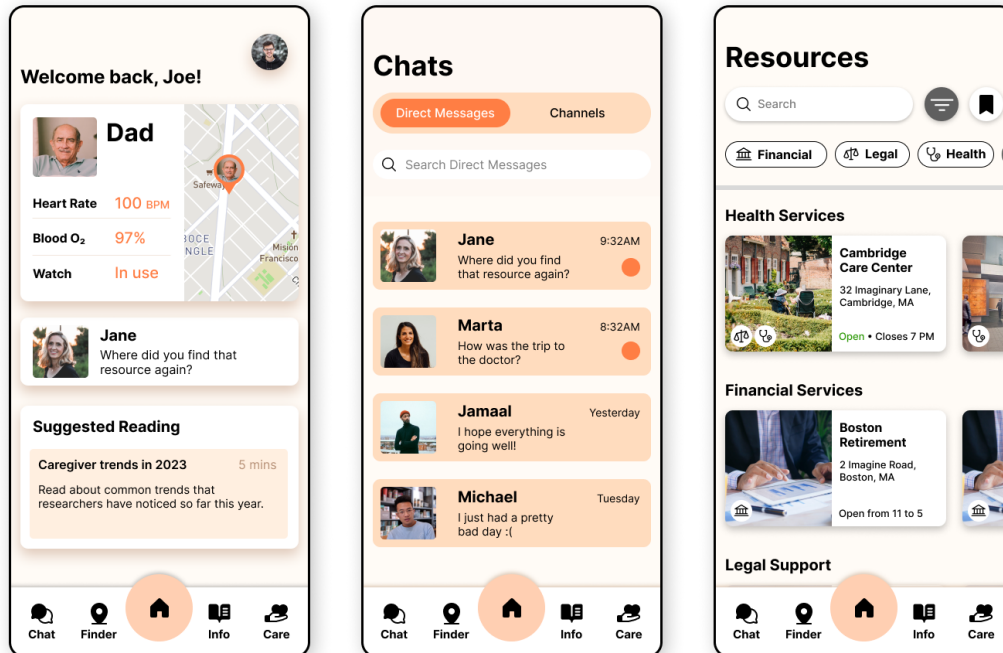 Welcome back, Joe!
Dad
Heart Rate 100 BPM
Blood O₂ 97%
Watch In use
Safeway
Mision
Francisco
Jane
Where did you find that
resource again?
Suggested Reading
Caregiver trends in 2023 5 mins
Read about common trends that
researchers have noticed so far this year.
Chat Finder Info Care
Chats
Direct Messages Channels
Search Direct Messages
Jane 9:32AM
Where did you find
that resource again?
Marta 8:32AM
How was the trip to
the doctor?
Jamaal Yesterday
I hope everything is
going well!
Michael Tuesday
I just had a pretty
bad day :(
Chat Finder Info Care
Resources
Search
Financial Legal Health
Health Services
Cambridge
Care Center
32 Imaginary Lane,
Cambridge, MA
Open • Closes 7 PM
Financial Services
Boston
Retirement
2 Imagine Road,
Boston, MA
Open from 11 to 5
Legal Support
Chat Finder Info Care